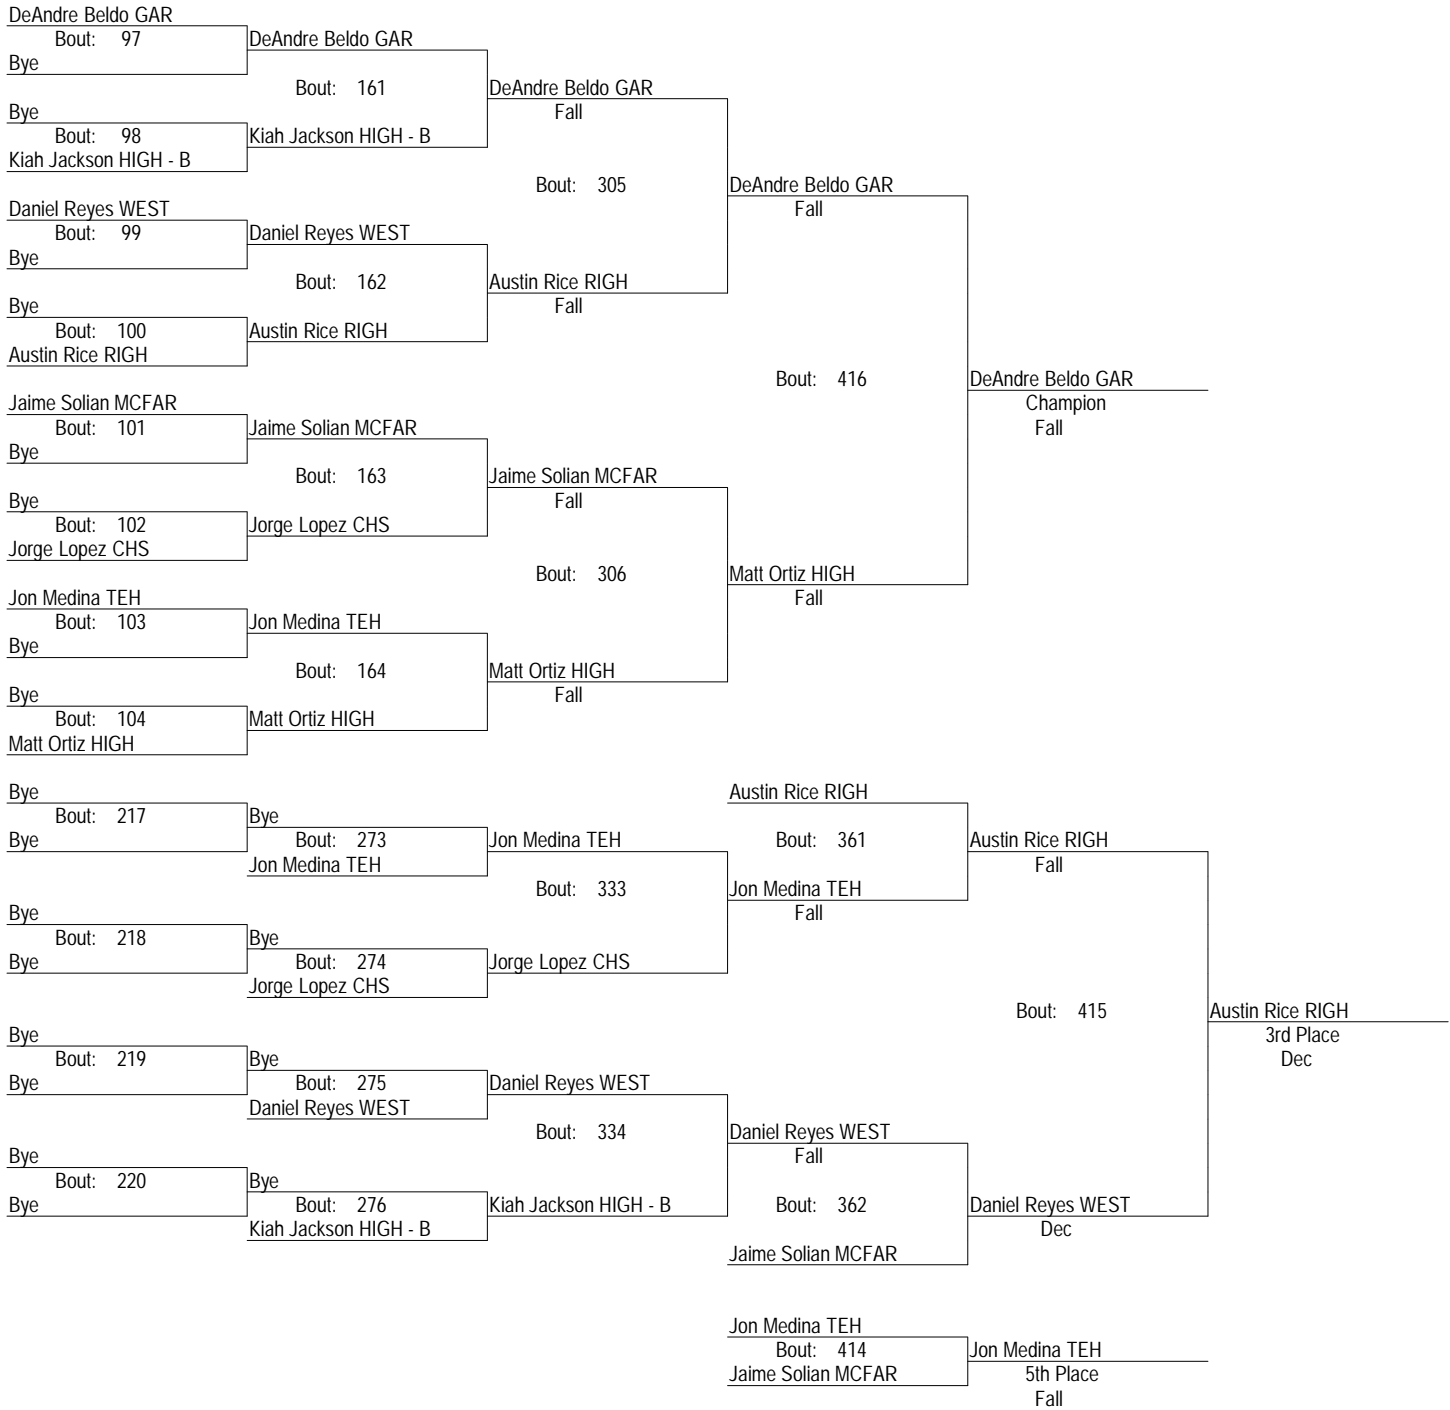 DeAndre Beldo GAR
Bout: 97
Bye
DeAndre Beldo GAR
Bout: 161
Bye
Bout: 98
Kiah Jackson HIGH - B
Kiah Jackson HIGH - B
DeAndre Beldo GAR
Fall
Bout: 305
Daniel Reyes WEST
Bout: 99
Bye
Daniel Reyes WEST
Bout: 162
Bye
Bout: 100
Austin Rice RIGH
Austin Rice RIGH
Austin Rice RIGH
Fall
DeAndre Beldo GAR
Fall
Bout: 416
Jaime Solian MCFAR
Bout: 101
Bye
Jaime Solian MCFAR
Bout: 163
Bye
Bout: 102
Jorge Lopez CHS
Jorge Lopez CHS
Jaime Solian MCFAR
Fall
Bout: 306
Jon Medina TEH
Bout: 103
Bye
Jon Medina TEH
Bout: 164
Bye
Bout: 104
Matt Ortiz HIGH
Matt Ortiz HIGH
Matt Ortiz HIGH
Fall
Matt Ortiz HIGH
Fall
DeAndre Beldo GAR
Champion
Fall
Bye
Bout: 217
Bye
Bye
Bout: 273
Jon Medina TEH
Jon Medina TEH
Bout: 333
Bye
Bout: 218
Bye
Bye
Bout: 274
Jorge Lopez CHS
Jorge Lopez CHS
Austin Rice RIGH
Bout: 361
Jon Medina TEH
Fall
Austin Rice RIGH
Fall
Bout: 415
Bye
Bout: 219
Bye
Bye
Bout: 275
Daniel Reyes WEST
Daniel Reyes WEST
Bout: 334
Bye
Bout: 220
Bye
Bye
Bout: 276
Kiah Jackson HIGH - B
Kiah Jackson HIGH - B
Daniel Reyes WEST
Fall
Bout: 362
Jaime Solian MCFAR
Daniel Reyes WEST
Dec
Austin Rice RIGH
3rd Place
Dec
Jon Medina TEH
Bout: 414
Jaime Solian MCFAR
Jon Medina TEH
5th Place
Fall